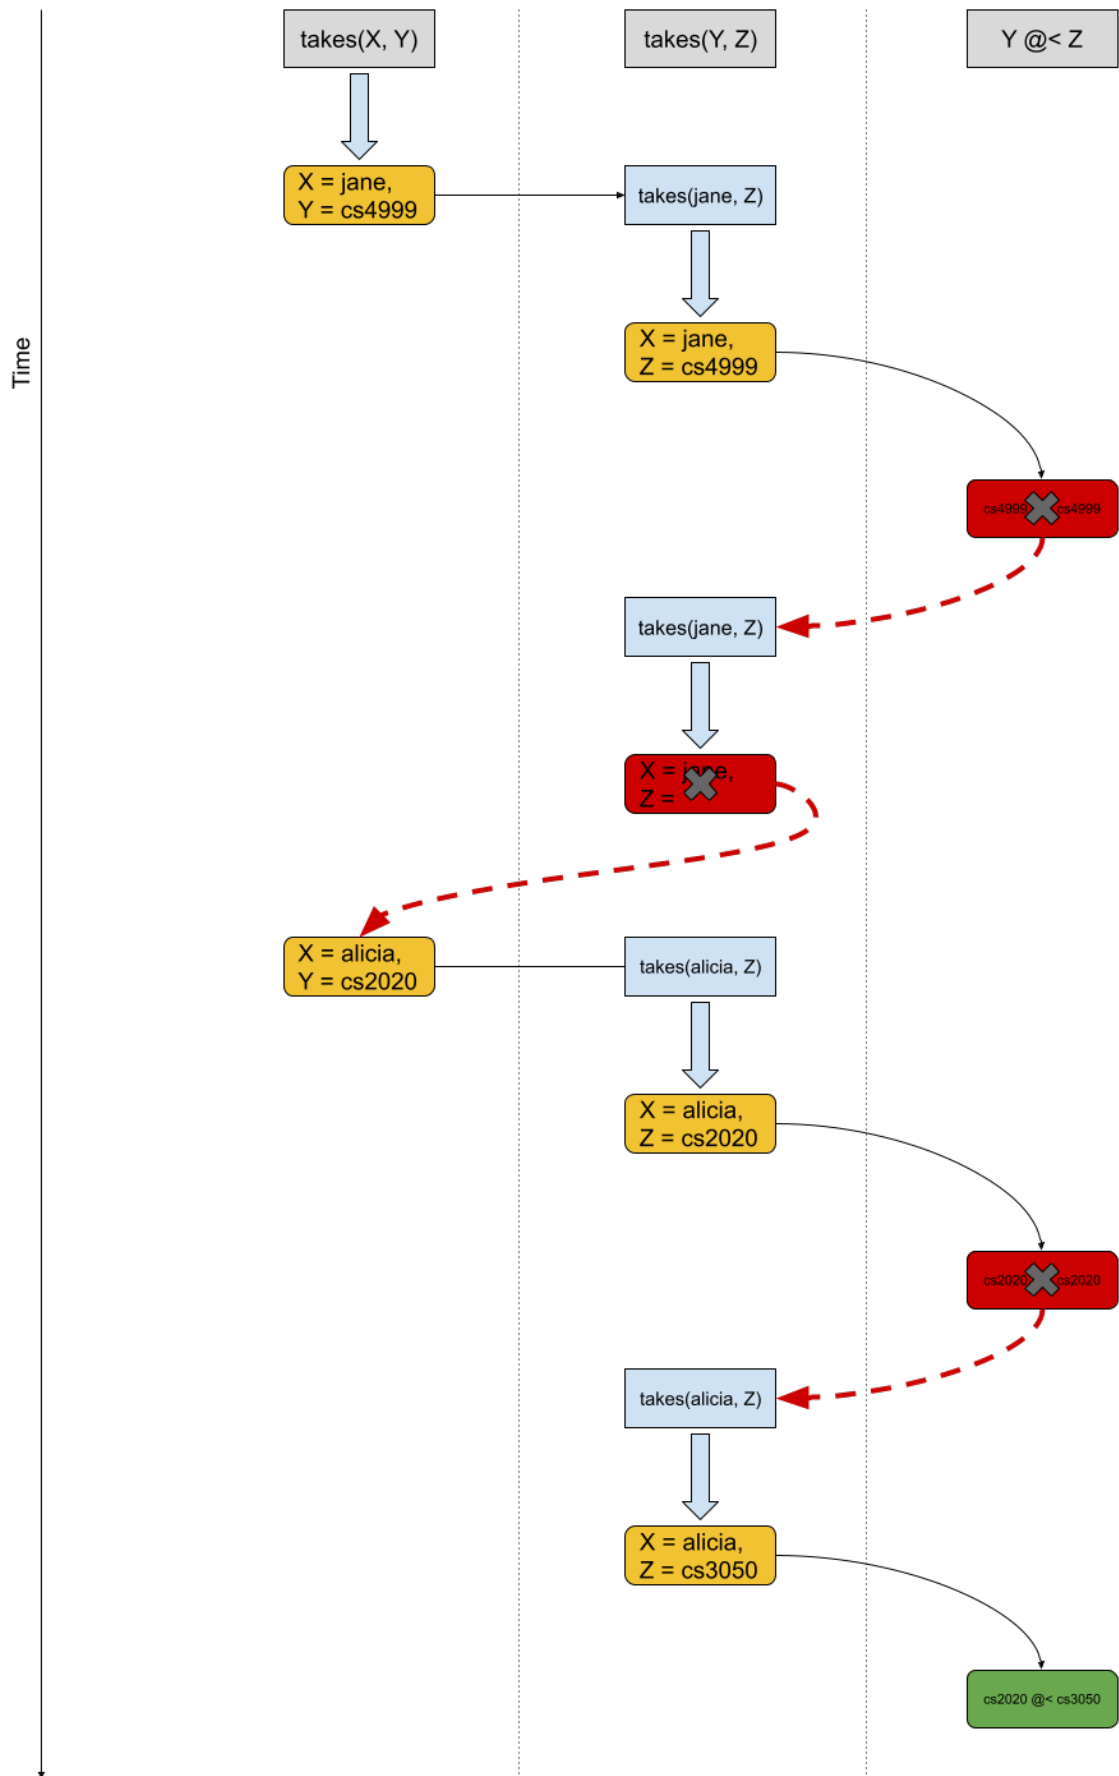 takes(X, Y)
takes(Y, Z)
Y @< Z
Time
X = jane,
Y = cs4999
takes(jane, Z)
X = jane,
Z = cs4999
cs4999
cs4999
takes(jane, Z)
X = jane,
Z =
X = alicia,
Y = cs2020
takes(alicia, Z)
X = alicia,
Z = cs2020
cs2020
cs2020
takes(alicia, Z)
X = alicia,
Z = cs3050
cs2020 @< cs3050